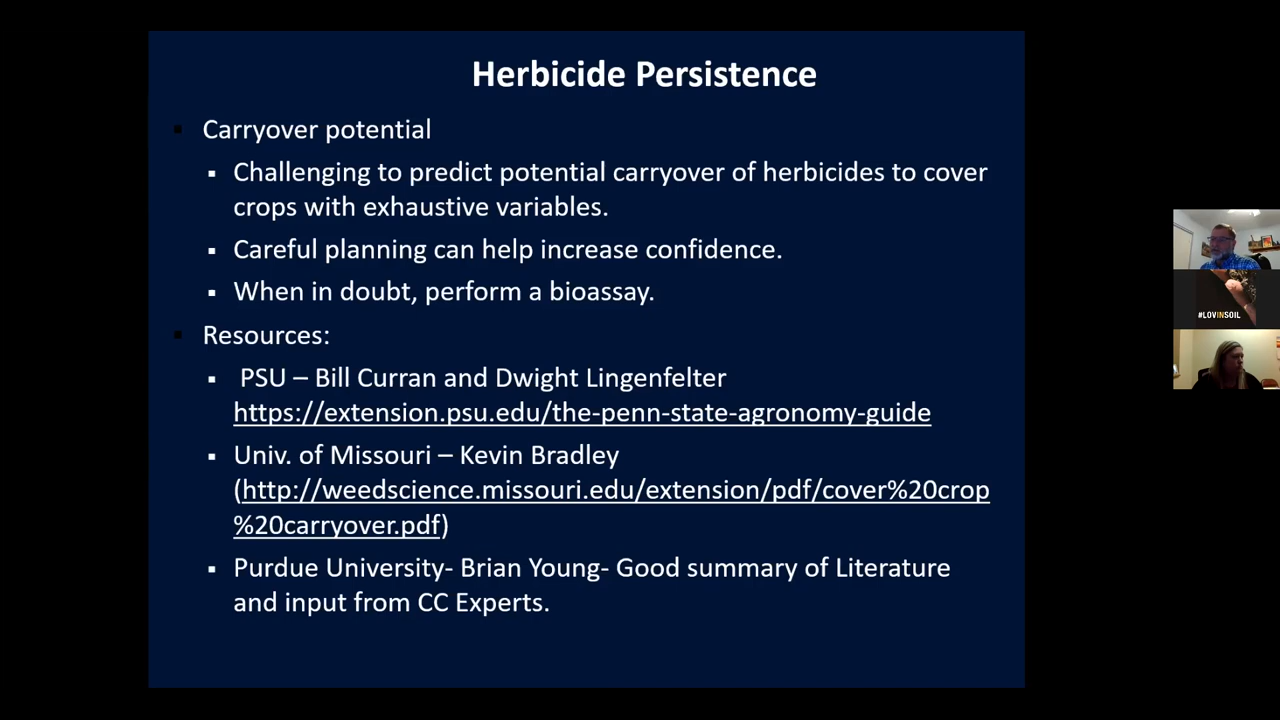 Herbicide Persistence
Carryover potential
Challenging to predict potential carryover of herbicides to cover
crops with exhaustive variables.
Careful planning can help increase confidence.
When in doubt, perform a bioassay.
Resources:
PSU – Bill Curran and Dwight Lingenfelter
https://extension.psu.edu/the-penn-state-agronomy-guide
Univ. of Missouri – Kevin Bradley
(http://weedscience.missouri.edu/extension/pdf/cover%20crop
%20carryover.pdf)
Purdue University- Brian Young- Good summary of Literature
and input from CC Experts.
#LOVINSOIL